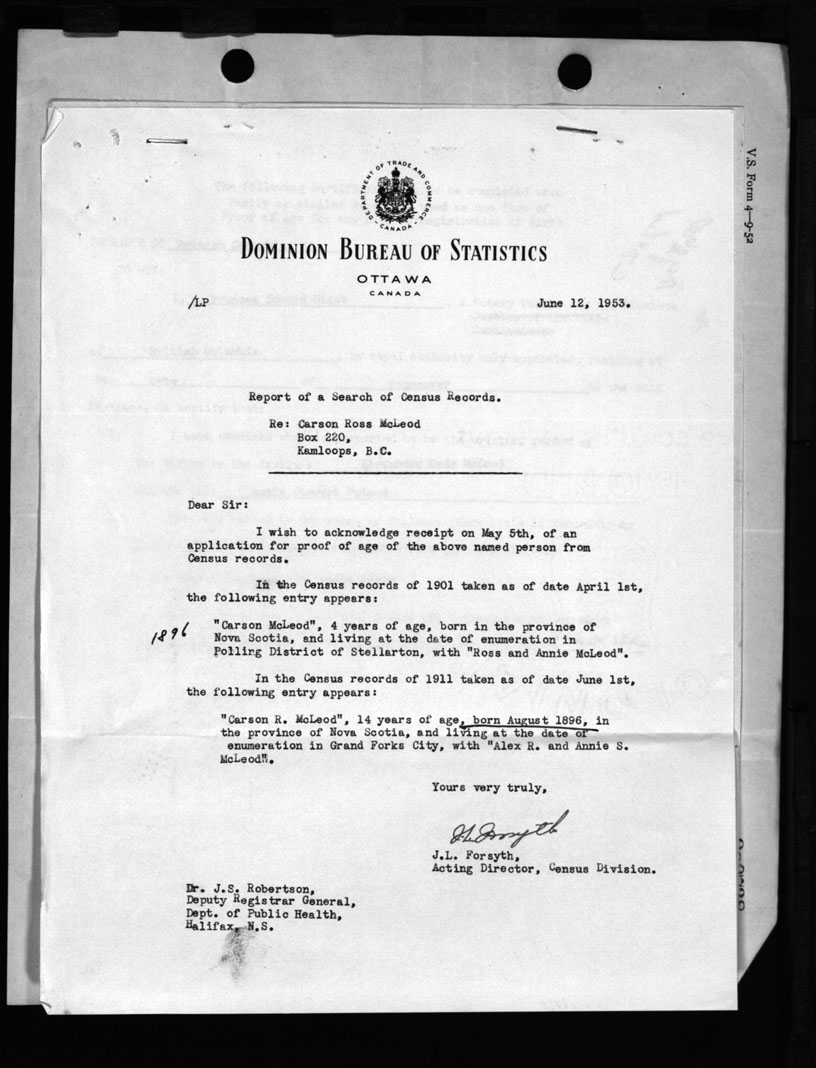 V.S. Form 4—9-52
DEPARTMENT OF TRADE AND COMMERCE
CANADA
DOMINION BUREAU OF STATISTICS
OTTAWA
CANADA
/LP
June 12, 1953.
Report of a Search of Census Records.
Re: Carson Ross McLeod
Box 220,
Kamloops, B.C.
Dear Sir:
I wish to acknowledge receipt on May 5th, of an
application for proof of age of the above named person from
Census records.
In the Census records of 1901 taken as of date April 1st,
the following entry appears:
1896
"Carson McLeod", 4 years of age, born in the province of
Nova Scotia, and living at the date of enumeration in
Polling District of Stellarton, with "Ross and Annie McLeod".
In the Census records of 1911 taken as of date June 1st,
the following entry appears:
"Carson R. McLeod", 14 years of age, born August 1896, in
the province of Nova Scotia, and living at the date of
enumeration in Grand Forks City, with "Alex R. and Annie S.
McLeod".
Yours very truly,
J.L. Forsyth
J.L. Forsyth,
Acting Director, Census Division.
Dr. J.S. Robertson,
Deputy Registrar General,
Dept. of Public Health,
Halifax, N.S.